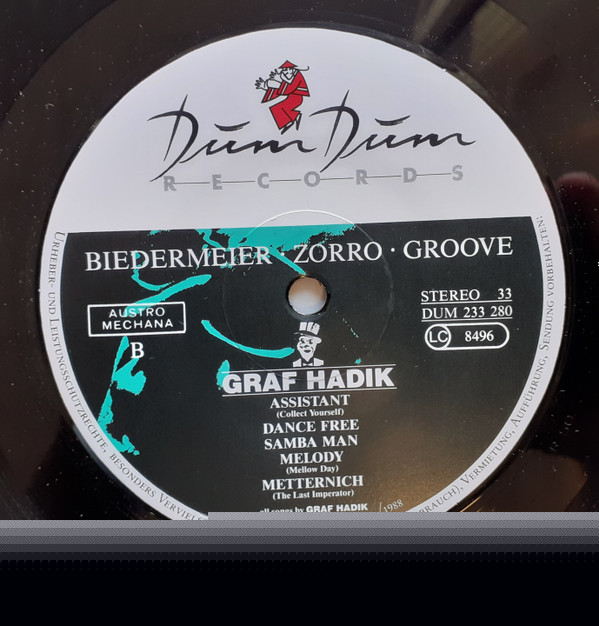 Dum Dum
RECORDS
BIEDERMEIER · ZORRO · GROOVE
AUSTRO
MECHANA
B
STEREO 33
DUM 233 280
LC 8496
GRAF HADIK
ASSISTANT
(Collect Yourself)
DANCE FREE
SAMBA MAN
MELODY
(Mellow Day)
METTERNICH
(The Last Imperator)
all songs by GRAF HADIK /1988
URHEBER- UND LEISTUNGSSCHUTZRECHTE, BESONDERS
VERMIETUNG, AUFFÜHRUNG, SENDUNG VORBEHALTEN: